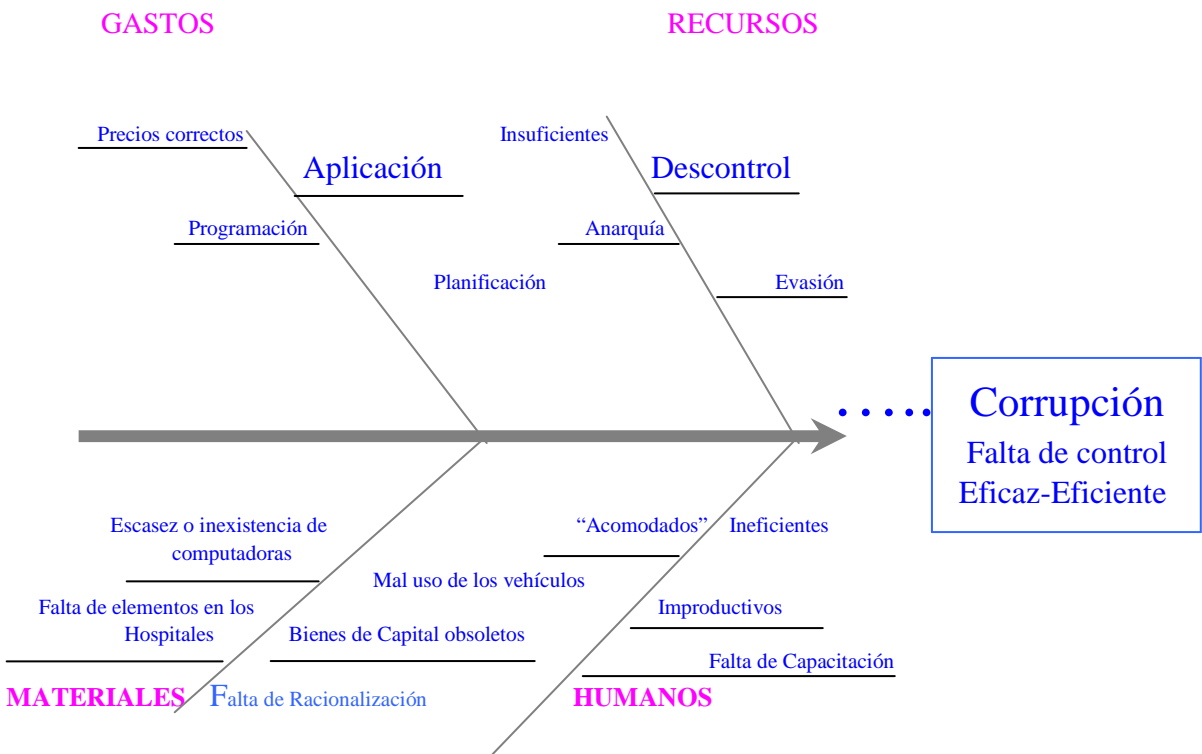 GASTOS
RECURSOS
Precios correctos
Insuficientes
Aplicación
Descontrol
Programación
Anarquía
Planificación
Evasión
Corrupción
Falta de control
Eficaz-Eficiente
Escasez o inexistencia de
computadoras
“Acomodados”
Ineficientes
Mal uso de los vehículos
Falta de elementos en los
Hospitales
Improductivos
Bienes de Capital obsoletos
Falta de Capacitación
MATERIALES
Falta de Racionalización
HUMANOS